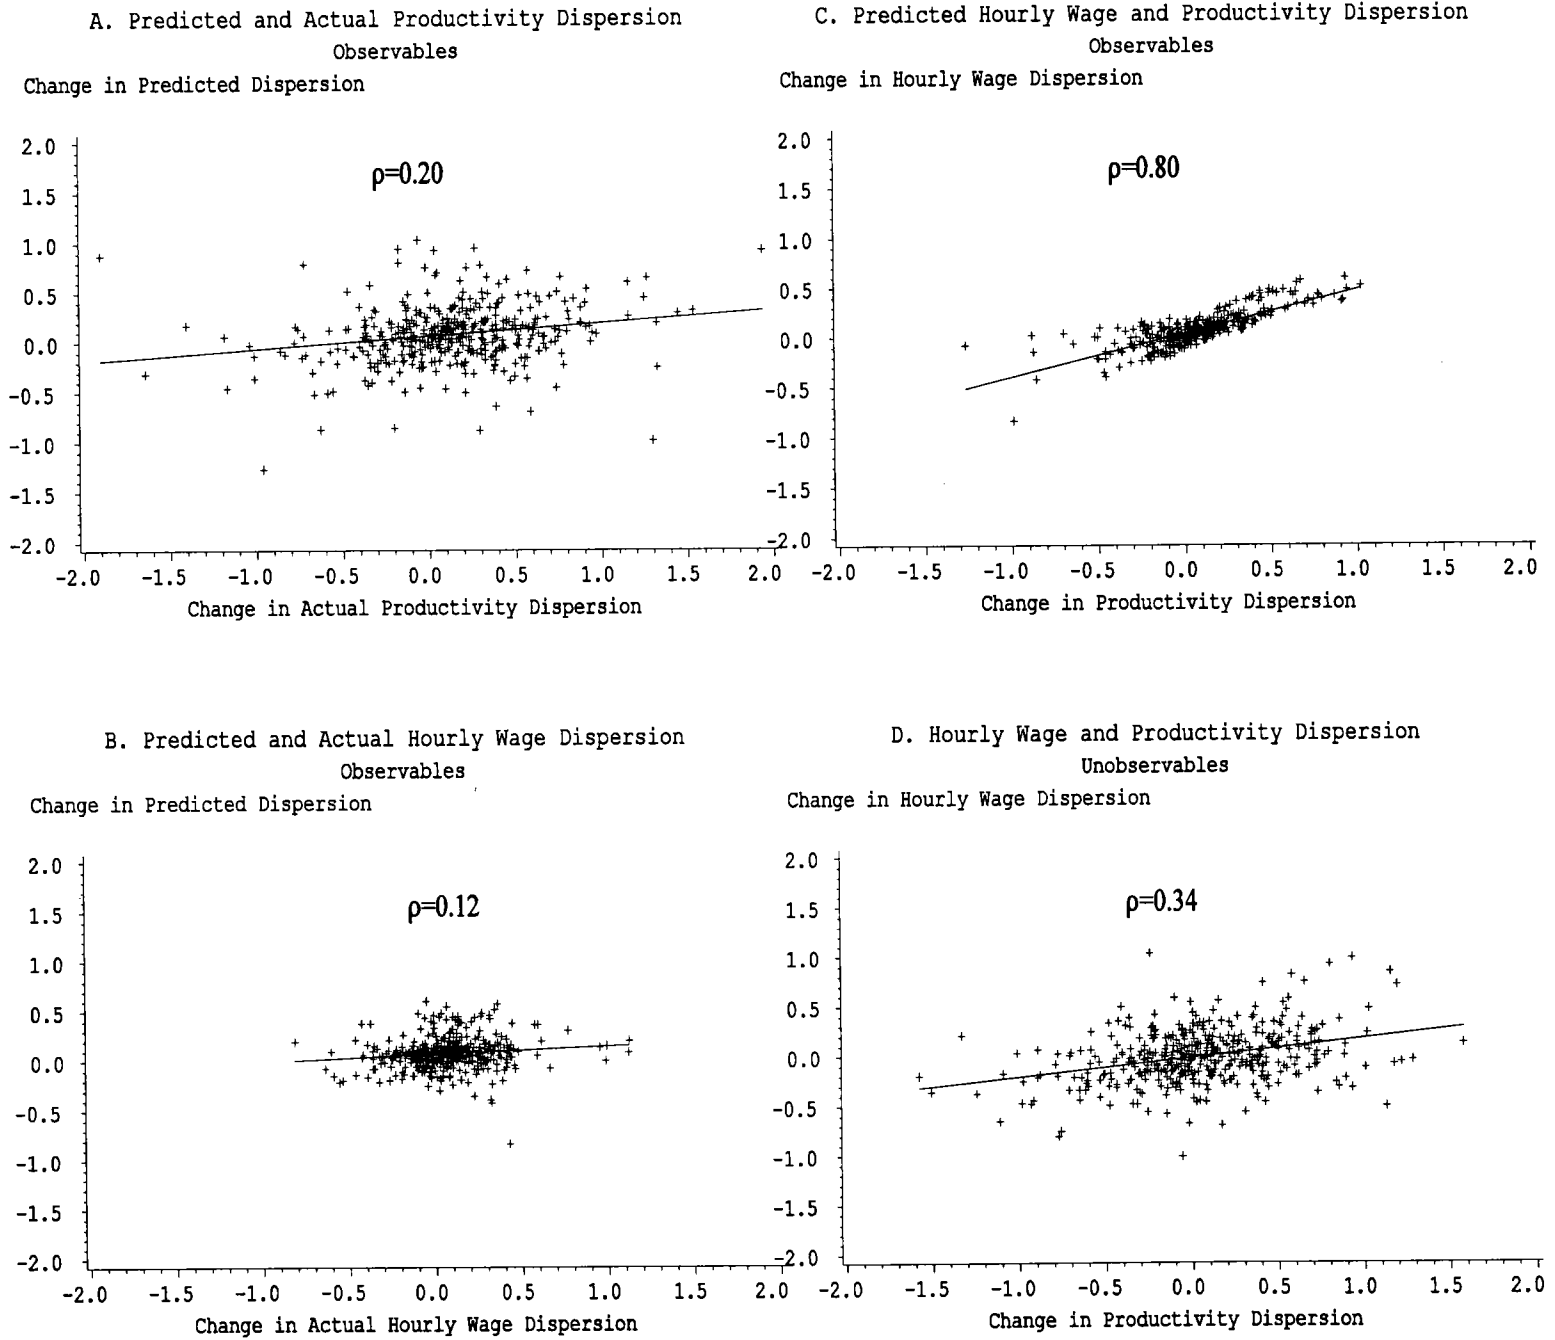 A. Predicted and Actual Productivity Dispersion
Observables
Change in Predicted Dispersion
2.0
1.5
1.0
0.5
0.0
-0.5
-1.0
-1.5
-2.0
ρ=0.20
-2.0 -1.5 -1.0 -0.5 0.0 0.5 1.0 1.5 2.0
Change in Actual Productivity Dispersion
C. Predicted Hourly Wage and Productivity Dispersion
Observables
Change in Hourly Wage Dispersion
2.0
1.5
1.0
0.5
0.0
-0.5
-1.0
-1.5
-2.0
ρ=0.80
-2.0 -1.5 -1.0 -0.5 0.0 0.5 1.0 1.5 2.0
Change in Productivity Dispersion
B. Predicted and Actual Hourly Wage Dispersion
Observables
Change in Predicted Dispersion
2.0
1.5
1.0
0.5
0.0
-0.5
-1.0
-1.5
-2.0
ρ=0.12
-2.0 -1.5 -1.0 -0.5 0.0 0.5 1.0 1.5 2.0
Change in Actual Hourly Wage Dispersion
D. Hourly Wage and Productivity Dispersion
Unobservables
Change in Hourly Wage Dispersion
2.0
1.5
1.0
0.5
0.0
-0.5
-1.0
-1.5
-2.0
ρ=0.34
-2.0 -1.5 -1.0 -0.5 0.0 0.5 1.0 1.5 2.0
Change in Productivity Dispersion